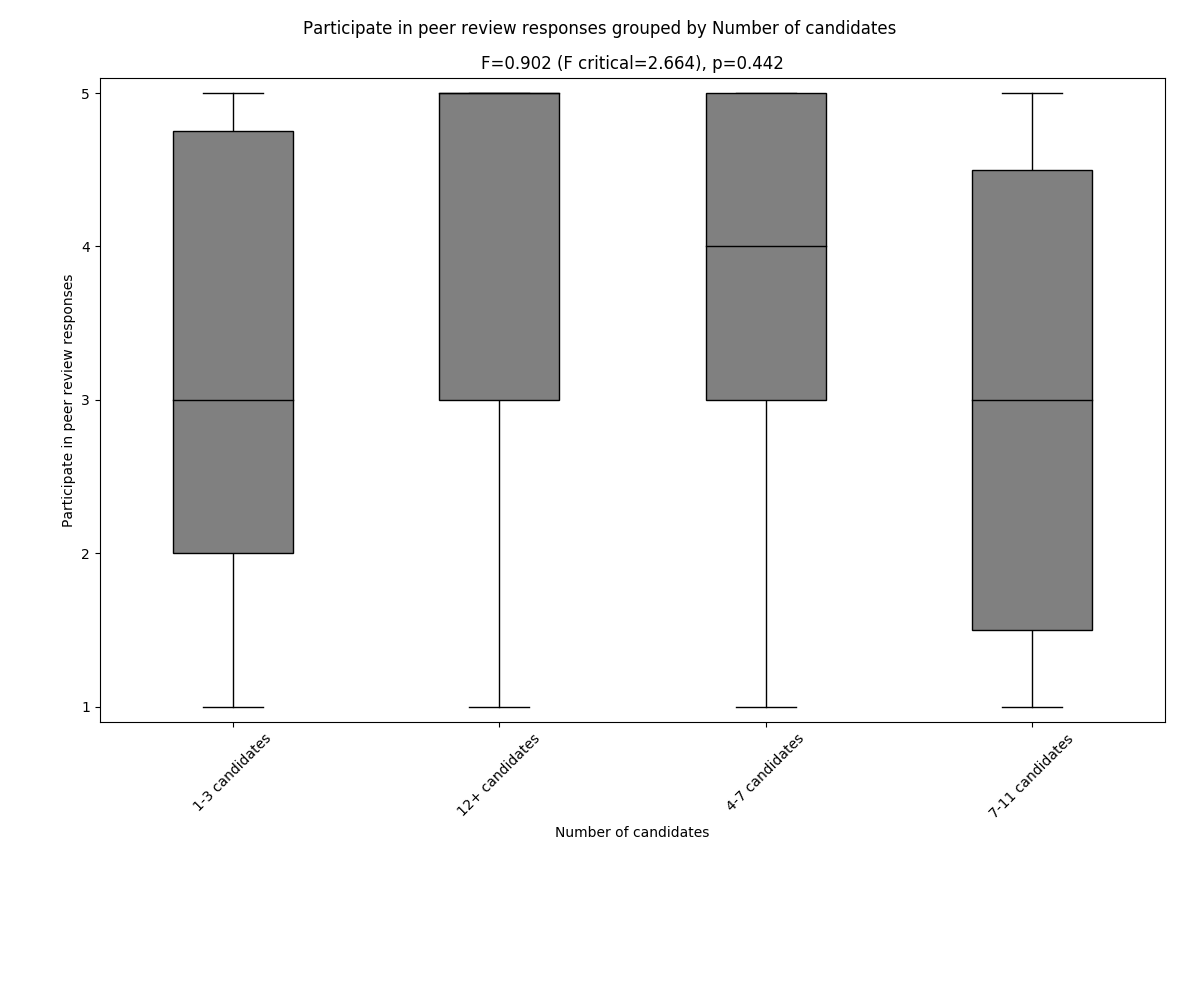 Participate in peer review responses grouped by Number of candidates
F=0.902 (F critical=2.664), p=0.442
Participate in peer review responses
5
4
3
2
1
1-3 candidates
12+ candidates
4-7 candidates
7-11 candidates
Number of candidates